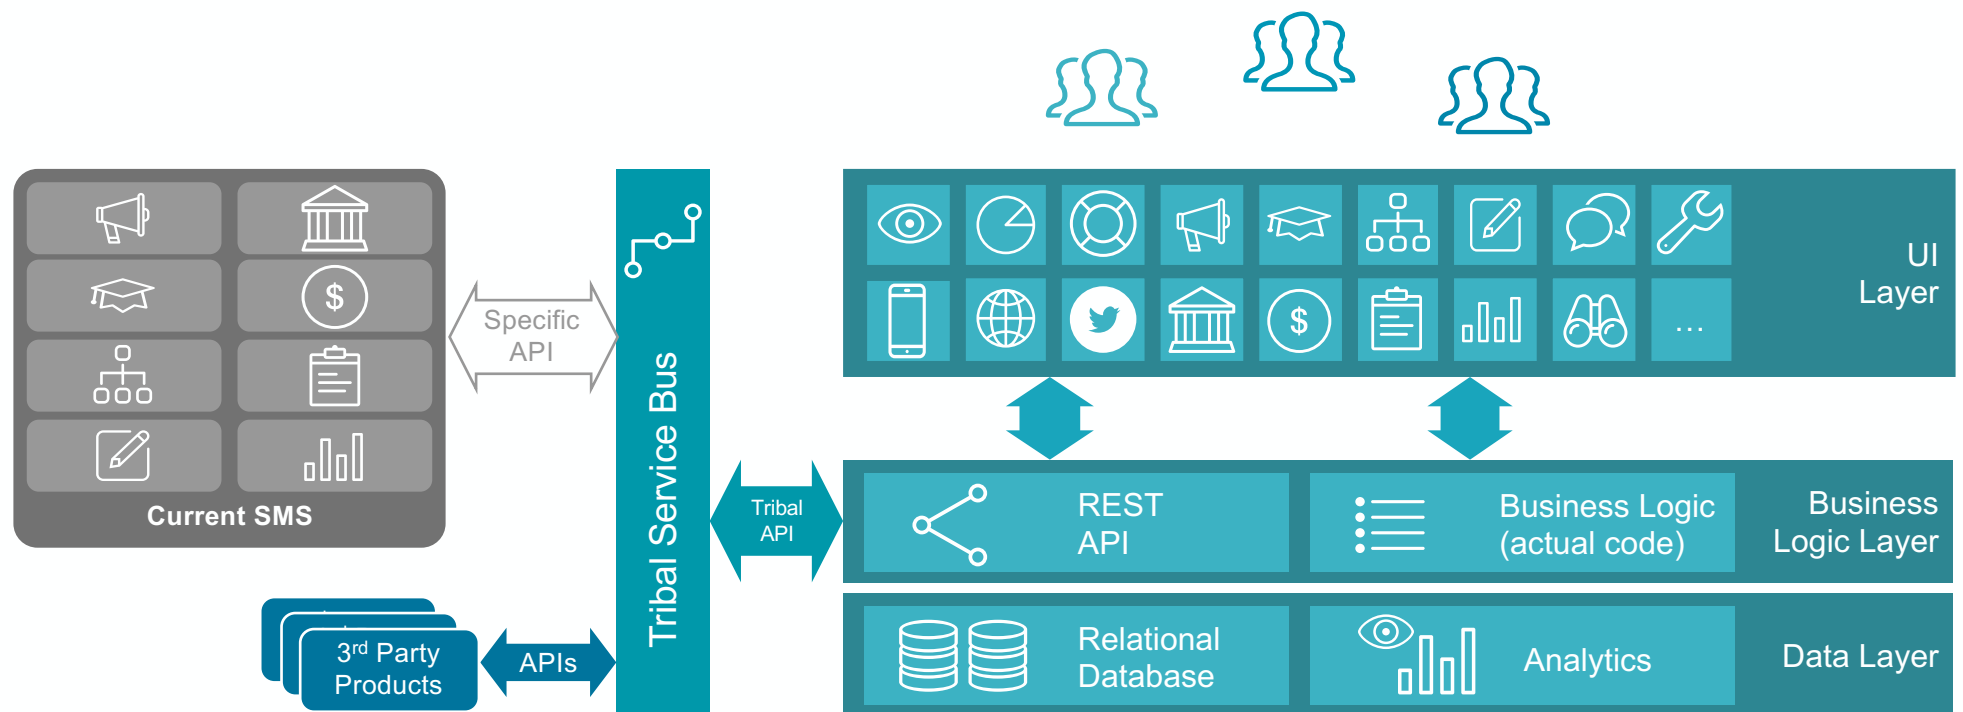 Current SMS
Specific
API
3rd Party
Products
APIs
Tribal Service Bus
Tribal
API
$
$
...
UI
Layer
REST
API
Business Logic
(actual code)
Business
Logic Layer
Relational
Database
Analytics
Data Layer